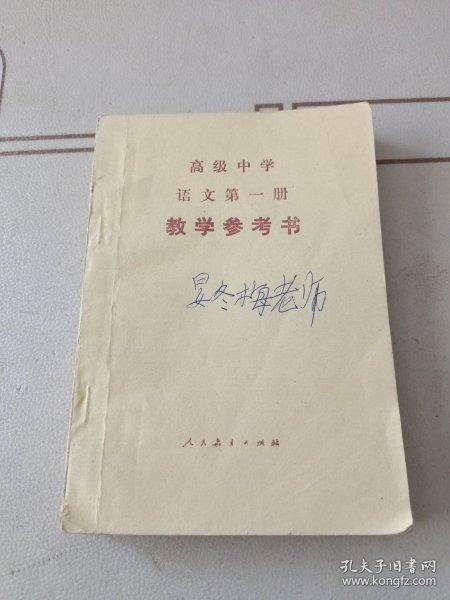 高级中学
语文第一册
教学参考书
晏冬梅老师
人民教育出版社
孔夫子旧书网
www.kongfz.com